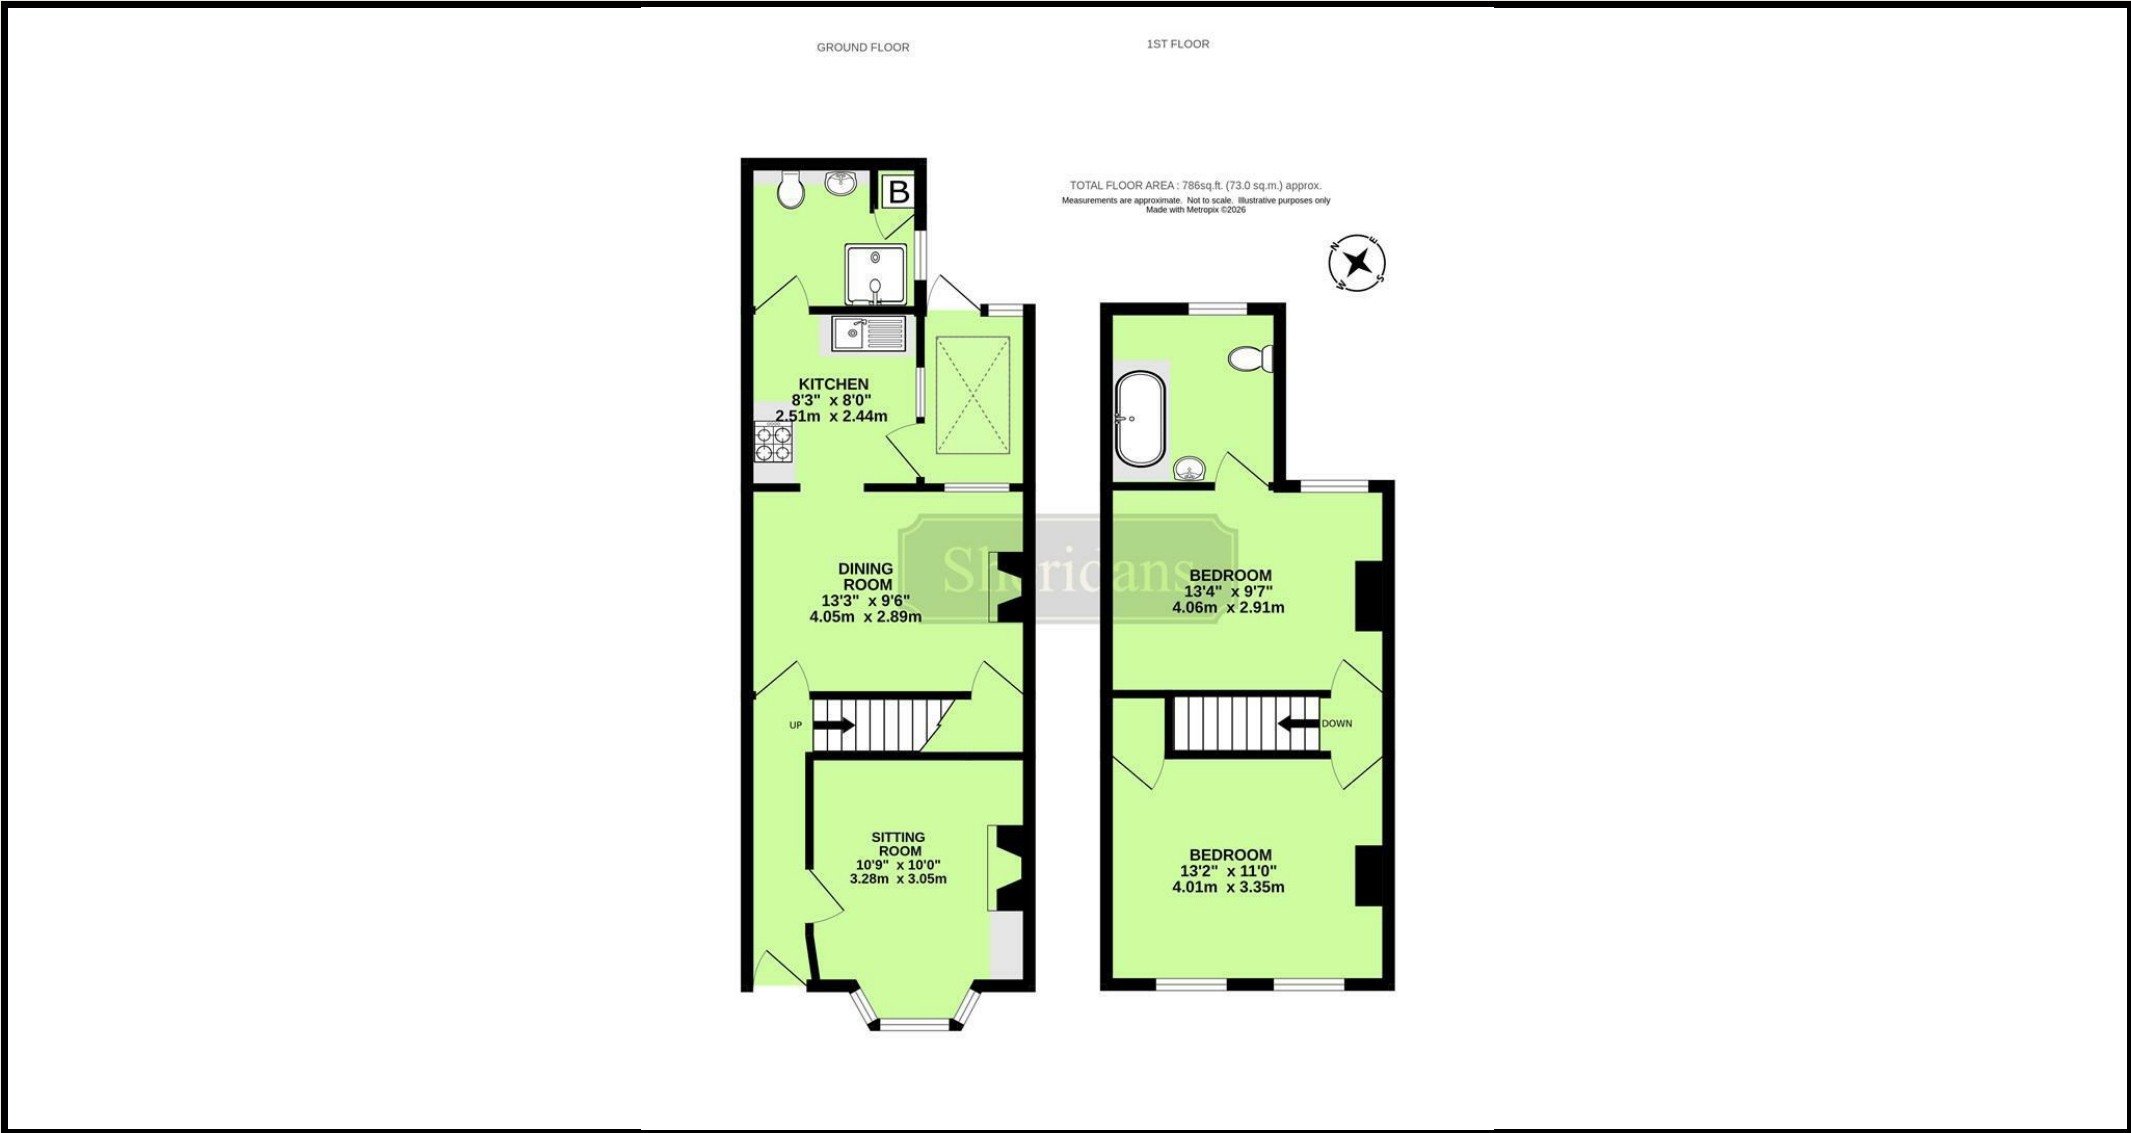 GROUND FLOOR
1ST FLOOR
TOTAL FLOOR AREA : 786sq.ft. (73.0 sq.m.) approx.
Measurements are approximate. Not to scale. Illustrative purposes only
Made with Metropix ©2026
N
E
S
W
B
KITCHEN
8'3" x 8'0"
2.51m x 2.44m
DINING
ROOM
13'3" x 9'6"
4.05m x 2.89m
Sheridans
BEDROOM
13'4" x 9'7"
4.06m x 2.91m
UP
DOWN
SITTING
ROOM
10'9" x 10'0"
3.28m x 3.05m
BEDROOM
13'2" x 11'0"
4.01m x 3.35m